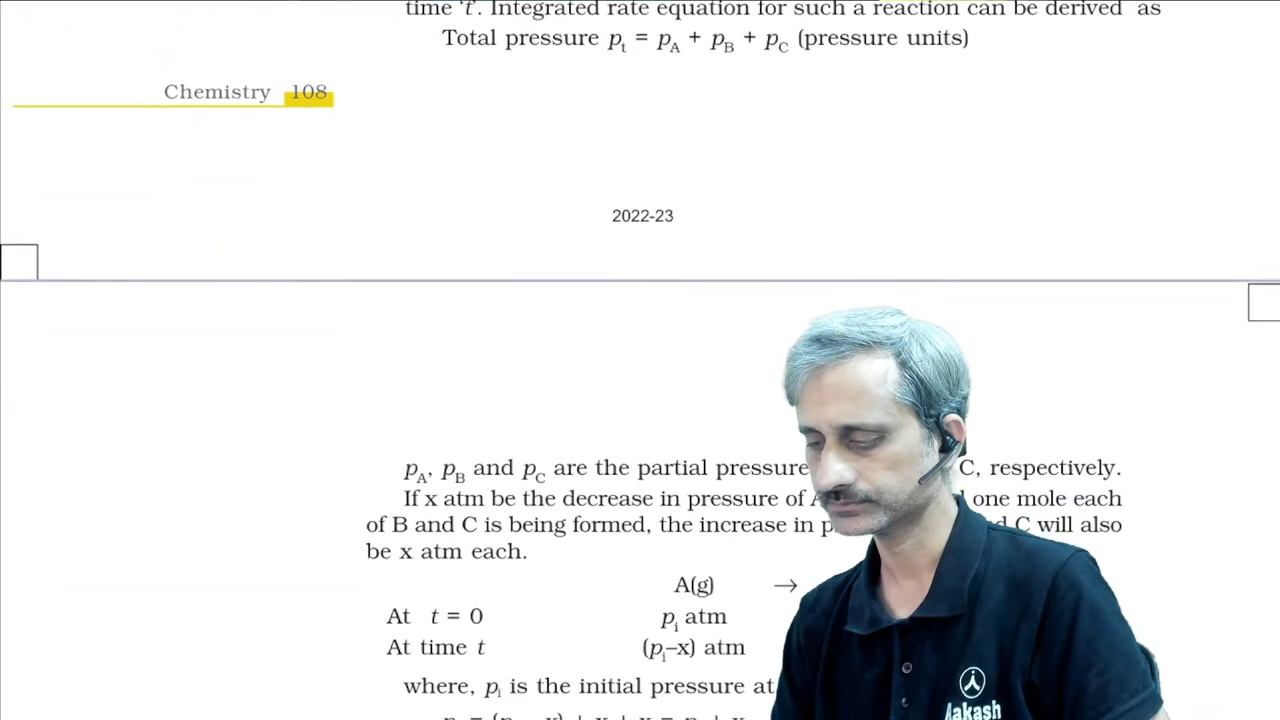 time ‘t’. Integrated rate equation for such a reaction can be derived as
Total pressure pt = pA + pB + pC (pressure units)
Chemistry 108
2022-23
pA, pB and pC are the partial pressure C, respectively.
If x atm be the decrease in pressure of A one mole each
of B and C is being formed, the increase in C will also
be x atm each.
A(g) →
At t = 0 pi atm
At time t (pi–x) atm
where, pi is the initial pressure at
Aakash